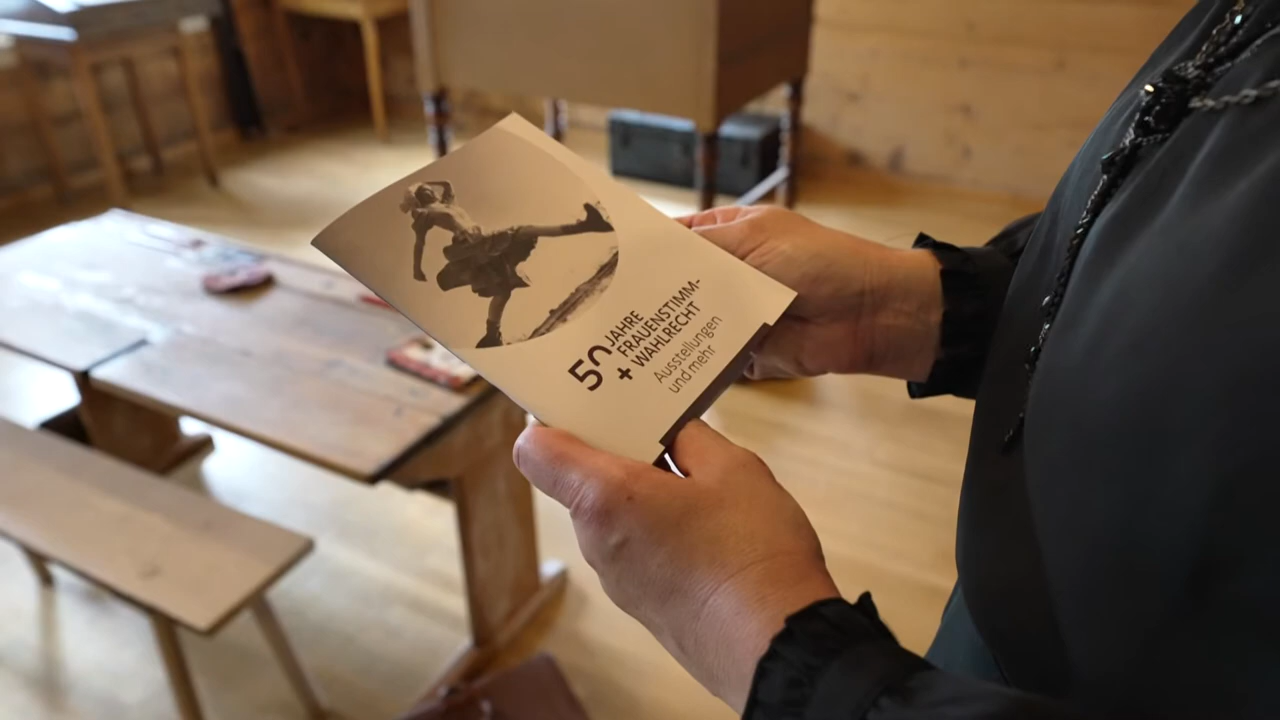 50 JAHRE
FRAUENSTIMM-
+ WAHLRECHT
Ausstellungen
und mehr